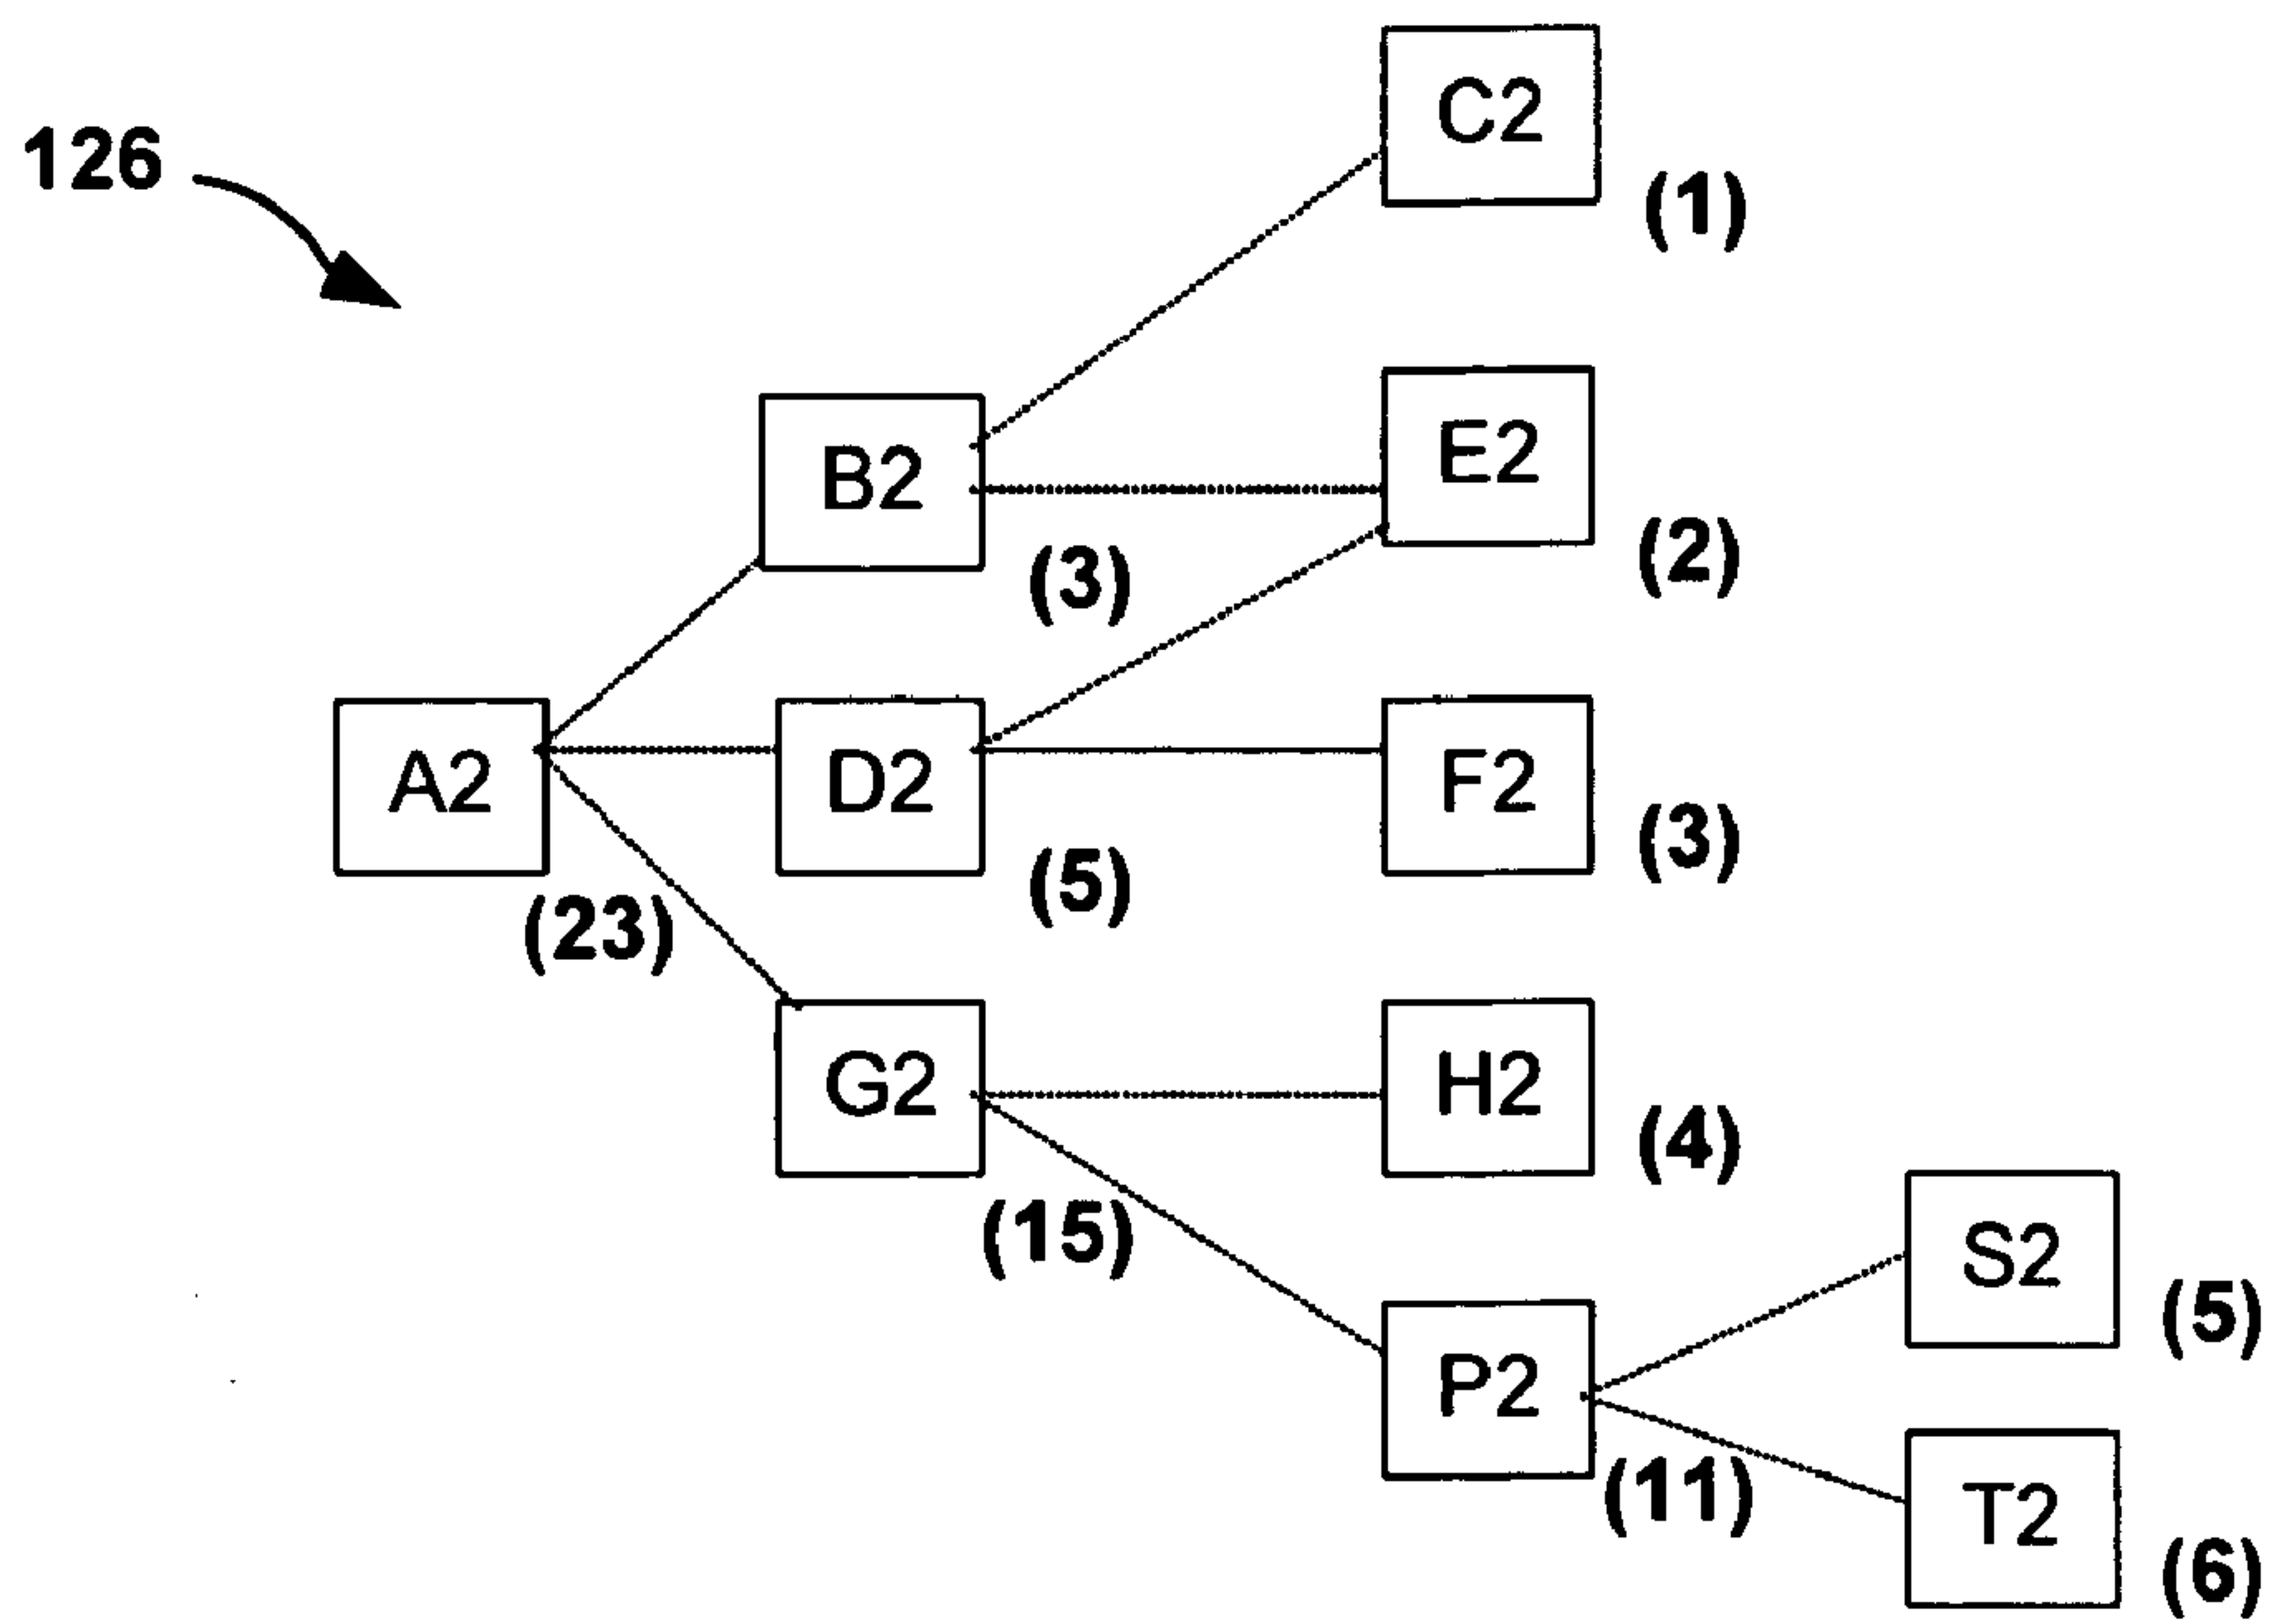 C2
126
(1)
B2
E2
(3)
(2)
A2
D2
F2
(23)
(5)
(3)
G2
H2
(15)
(4)
S2
(5)
P2
(11)
T2
(6)